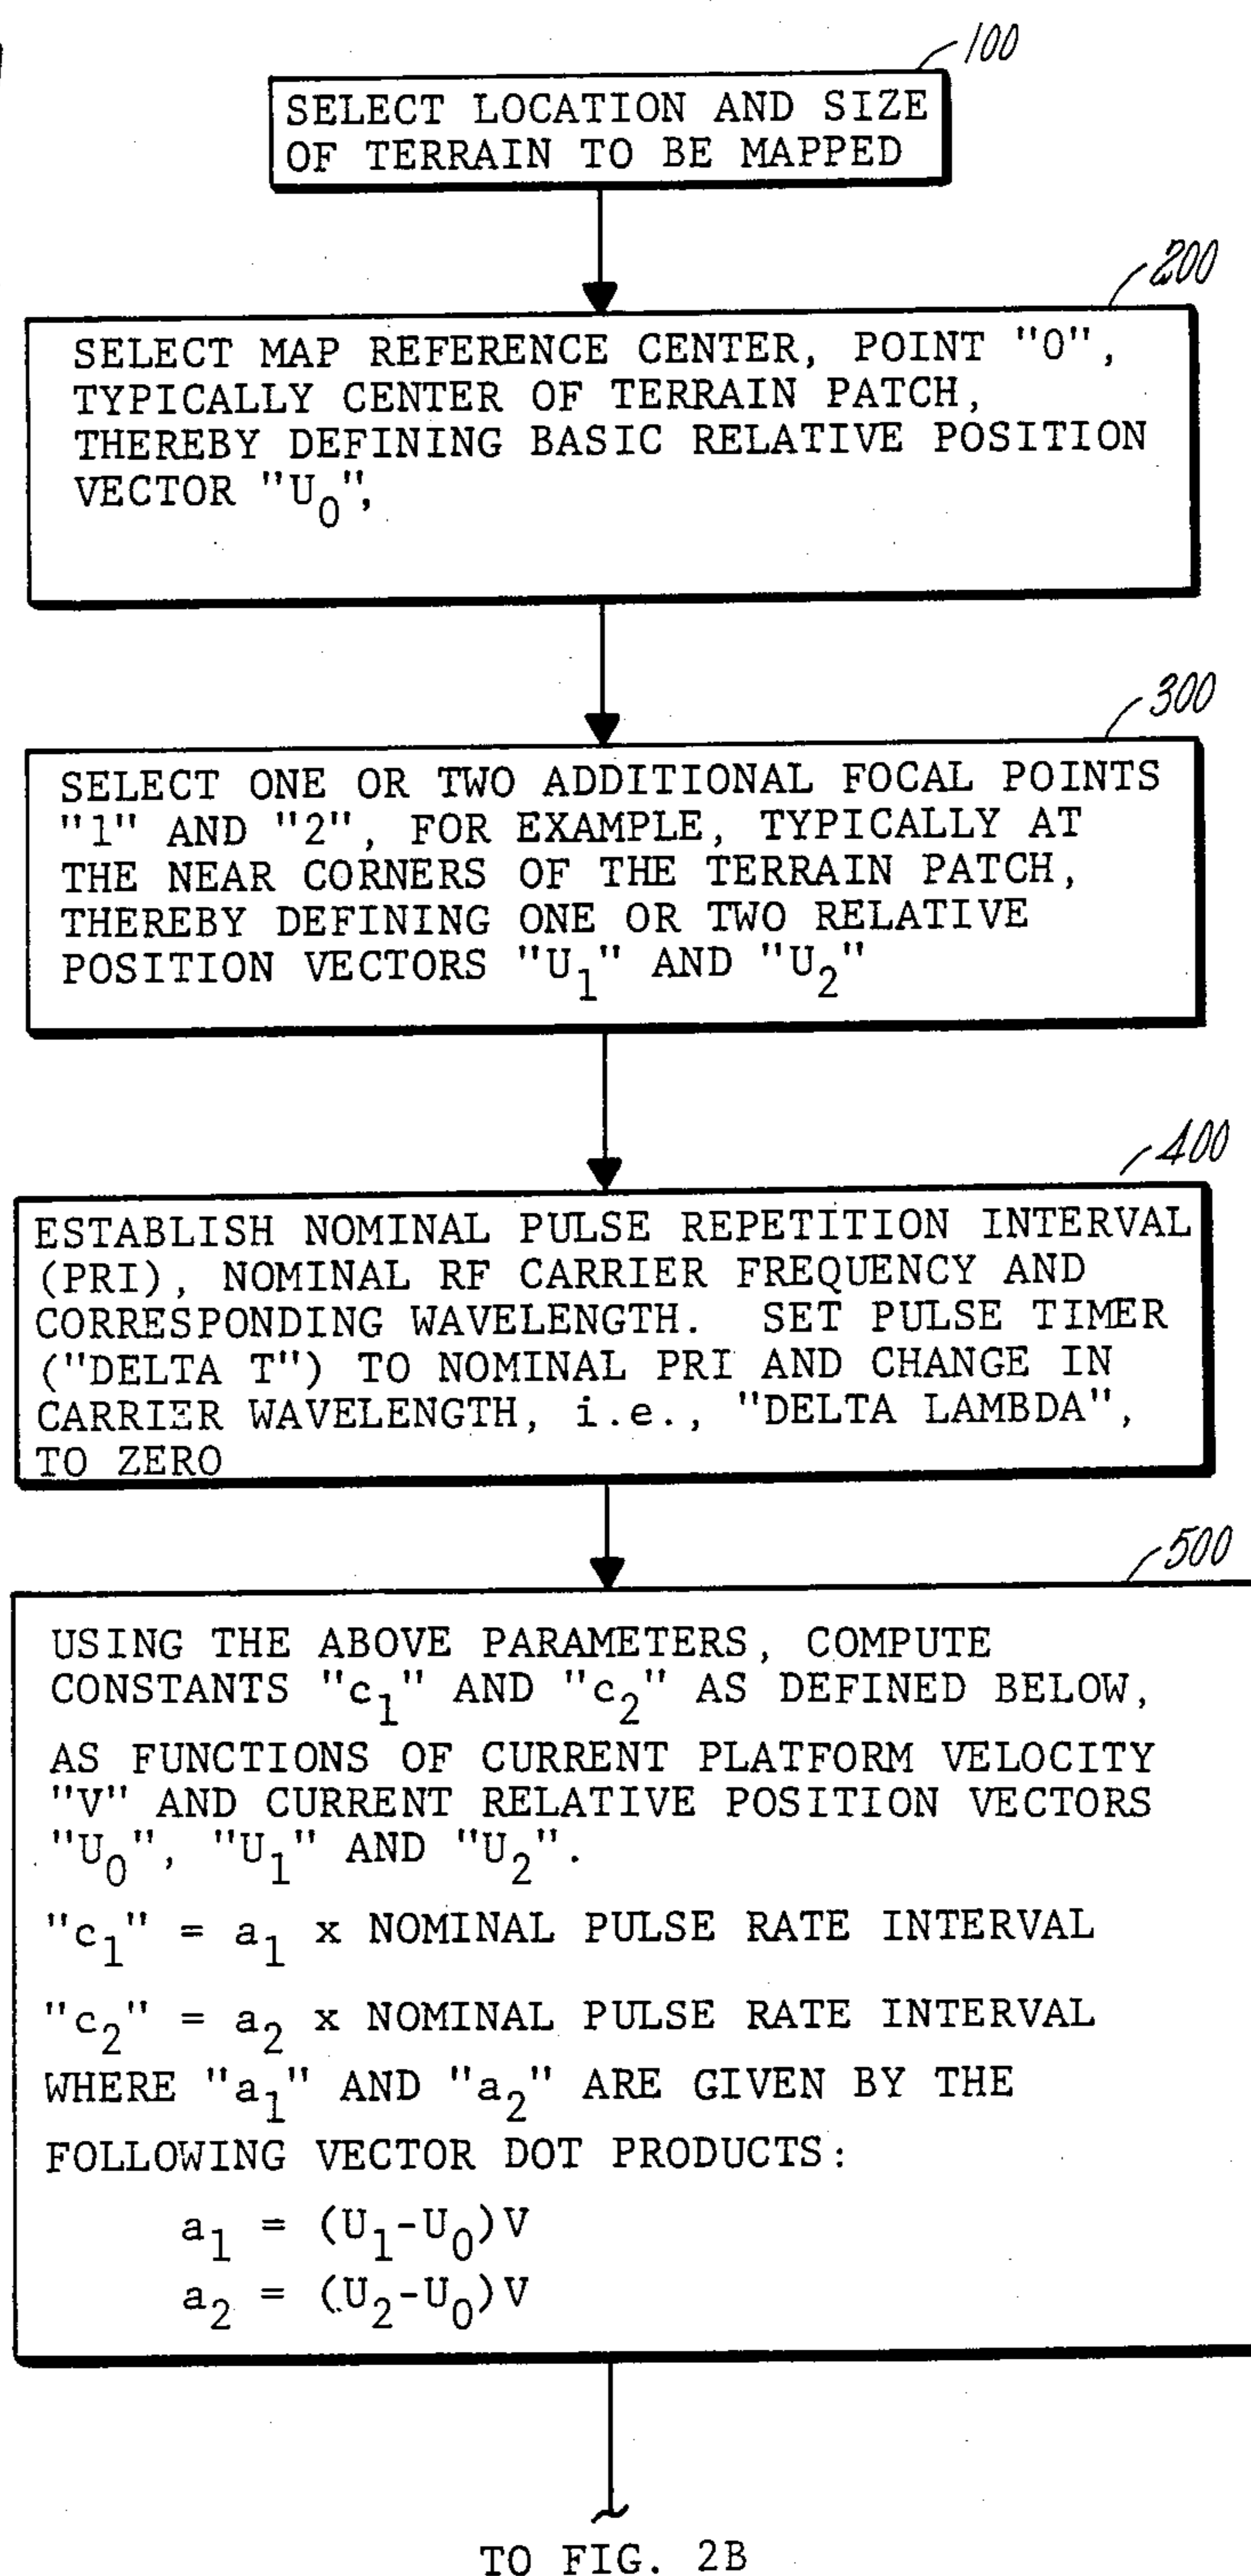 100
SELECT LOCATION AND SIZE
OF TERRAIN TO BE MAPPED
200
SELECT MAP REFERENCE CENTER, POINT "0",
TYPICALLY CENTER OF TERRAIN PATCH,
THEREBY DEFINING BASIC RELATIVE POSITION
VECTOR "U₀",
300
SELECT ONE OR TWO ADDITIONAL FOCAL POINTS
"1" AND "2", FOR EXAMPLE, TYPICALLY AT
THE NEAR CORNERS OF THE TERRAIN PATCH,
THEREBY DEFINING ONE OR TWO RELATIVE
POSITION VECTORS "U₁" AND "U₂"
400
ESTABLISH NOMINAL PULSE REPETITION INTERVAL
(PRI), NOMINAL RF CARRIER FREQUENCY AND
CORRESPONDING WAVELENGTH. SET PULSE TIMER
("DELTA T") TO NOMINAL PRI AND CHANGE IN
CARRIER WAVELENGTH, i.e., "DELTA LAMBDA",
TO ZERO
500
USING THE ABOVE PARAMETERS, COMPUTE
CONSTANTS "c₁" AND "c₂" AS DEFINED BELOW,
AS FUNCTIONS OF CURRENT PLATFORM VELOCITY
"V" AND CURRENT RELATIVE POSITION VECTORS
"U₀", "U₁" AND "U₂".
"c₁" = a₁ x NOMINAL PULSE RATE INTERVAL
"c₂" = a₂ x NOMINAL PULSE RATE INTERVAL
WHERE "a₁" AND "a₂" ARE GIVEN BY THE
FOLLOWING VECTOR DOT PRODUCTS:
a₁ = (U₁-U₀)V
a₂ = (U₂-U₀)V
TO FIG. 2B